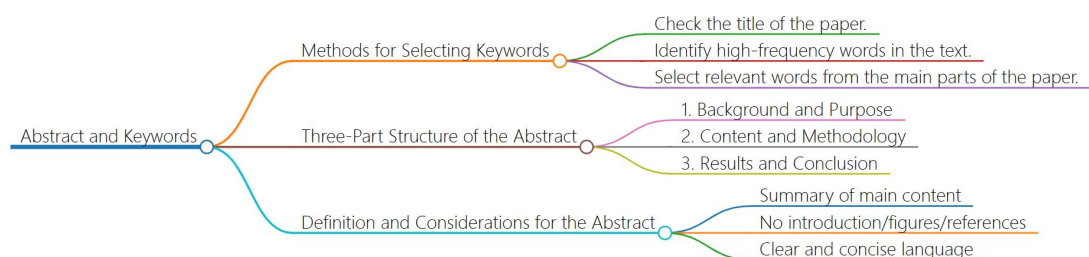 Check the title of the paper.
Methods for Selecting Keywords
Identify high-frequency words in the text.
Select relevant words from the main parts of the paper.
1. Background and Purpose
Abstract and Keywords
Three-Part Structure of the Abstract
2. Content and Methodology
3. Results and Conclusion
Summary of main content
Definition and Considerations for the Abstract
No introduction/figures/references
Clear and concise language